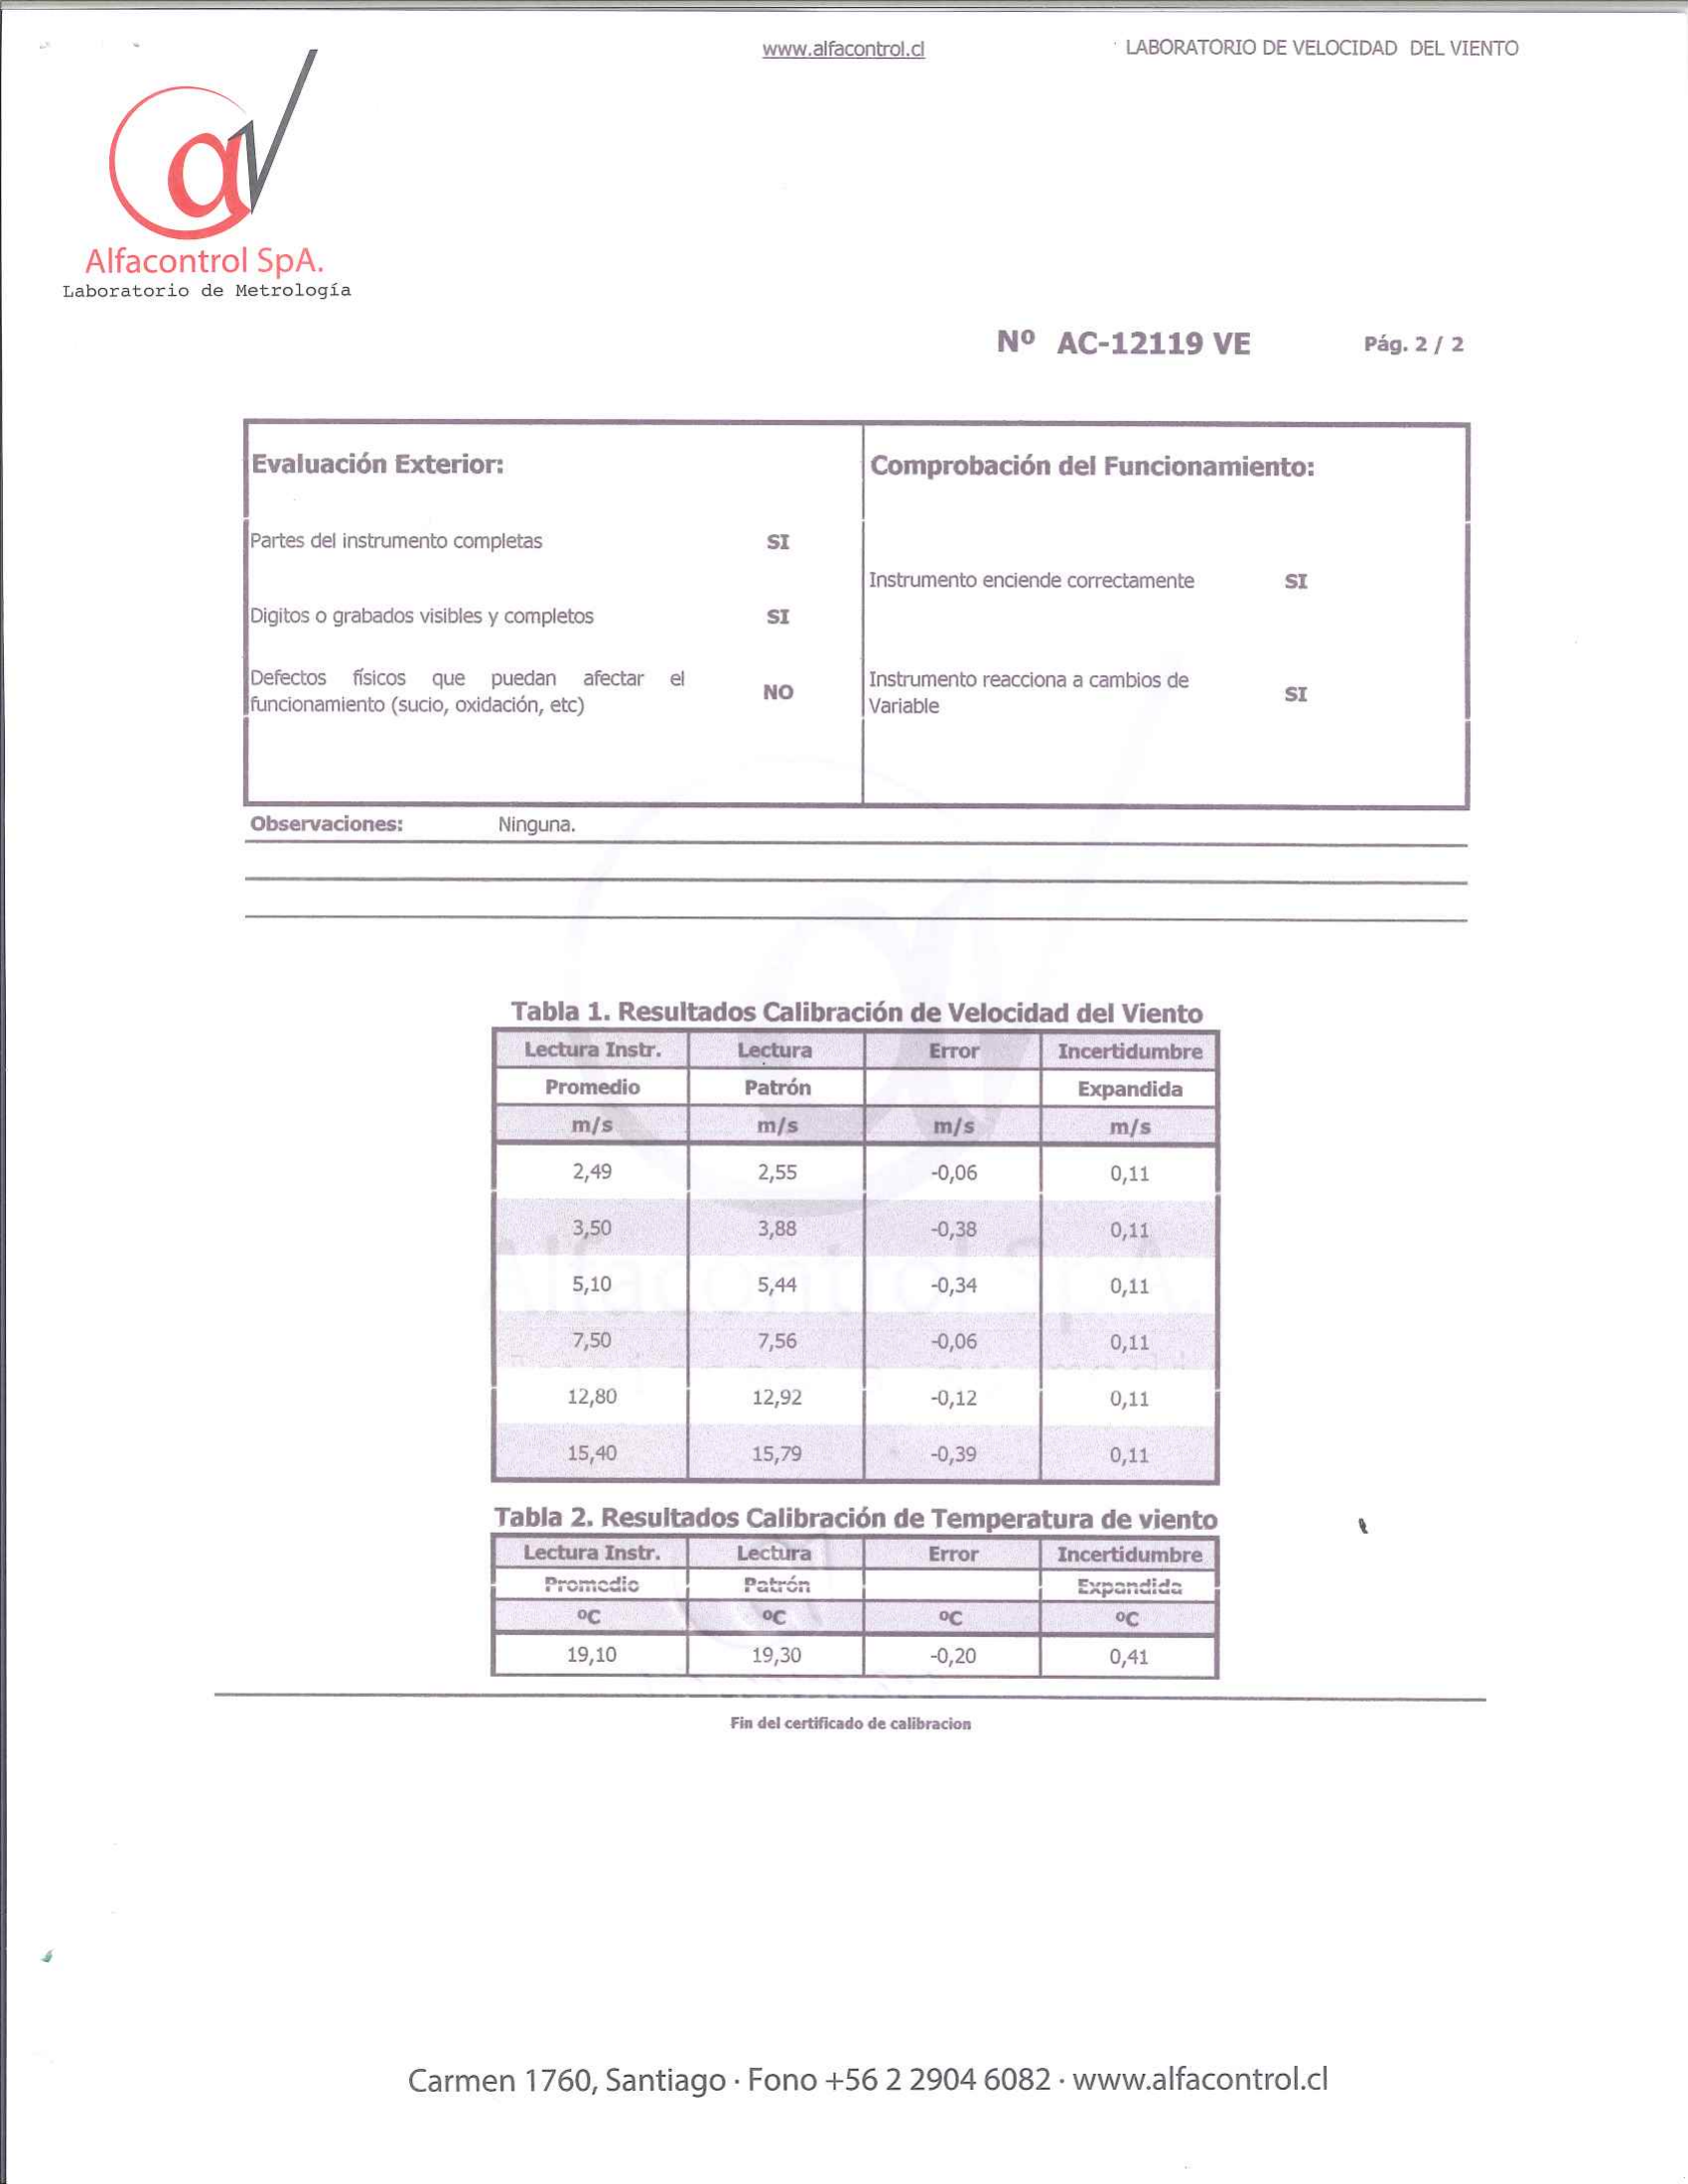 www.alfacontrol.cl LABORATORIO DE VELOCIDAD DEL VIENTO
Alfacontrol SpA.
Laboratorio de Metrología
Nº AC-12119 VE Pág. 2 / 2
Evaluación Exterior: Comprobación del Funcionamiento:
Partes del instrumento completas SI
Instrumento enciende correctamente SI
Digitos o grabados visibles y completos SI
Defectos físicos que puedan afectar el
funcionamiento (sucio, oxidación, etc) NO
Instrumento reacciona a cambios de
Variable SI
Observaciones: Ninguna.
Tabla 1. Resultados Calibración de Velocidad del Viento
Lectura Instr. Lectura Error Incertidumbre
Promedio Patrón Expandida
m/s m/s m/s m/s
2,49 2,55 -0,06 0,11
3,50 3,88 -0,38 0,11
5,10 5,44 -0,34 0,11
7,50 7,56 -0,06 0,11
12,80 12,92 -0,12 0,11
15,40 15,79 -0,39 0,11
Tabla 2. Resultados Calibración de Temperatura de viento
Lectura Instr. Lectura Error Incertidumbre
Promedio Patrón Expandida
ºC ºC ºC ºC
19,10 19,30 -0,20 0,41
Fin del certificado de calibracion
Carmen 1760, Santiago · Fono +56 2 2904 6082 · www.alfacontrol.cl